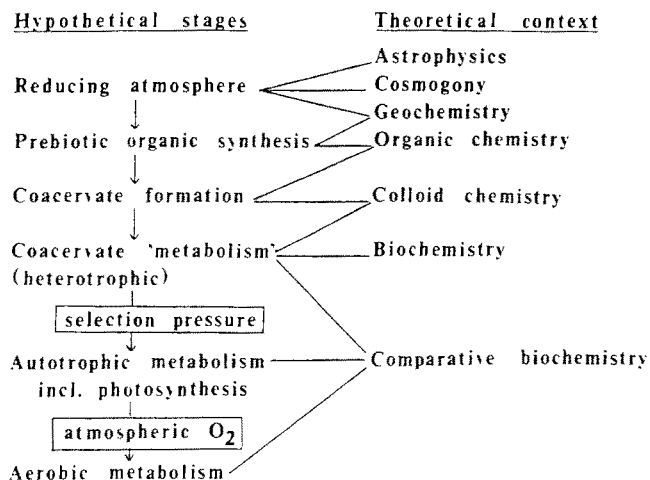 Hypothetical stages
Theoretical context
Astrophysics
Reducing atmosphere
Cosmogony
Geochemistry
Prebiotic organic synthesis
Organic chemistry
Coacervate formation
Colloid chemistry
Coacervate 'metabolism'
Biochemistry
(heterotrophic)
selection pressure
Autotrophic metabolism
Comparative biochemistry
incl. photosynthesis
atmospheric O2
Aerobic metabolism